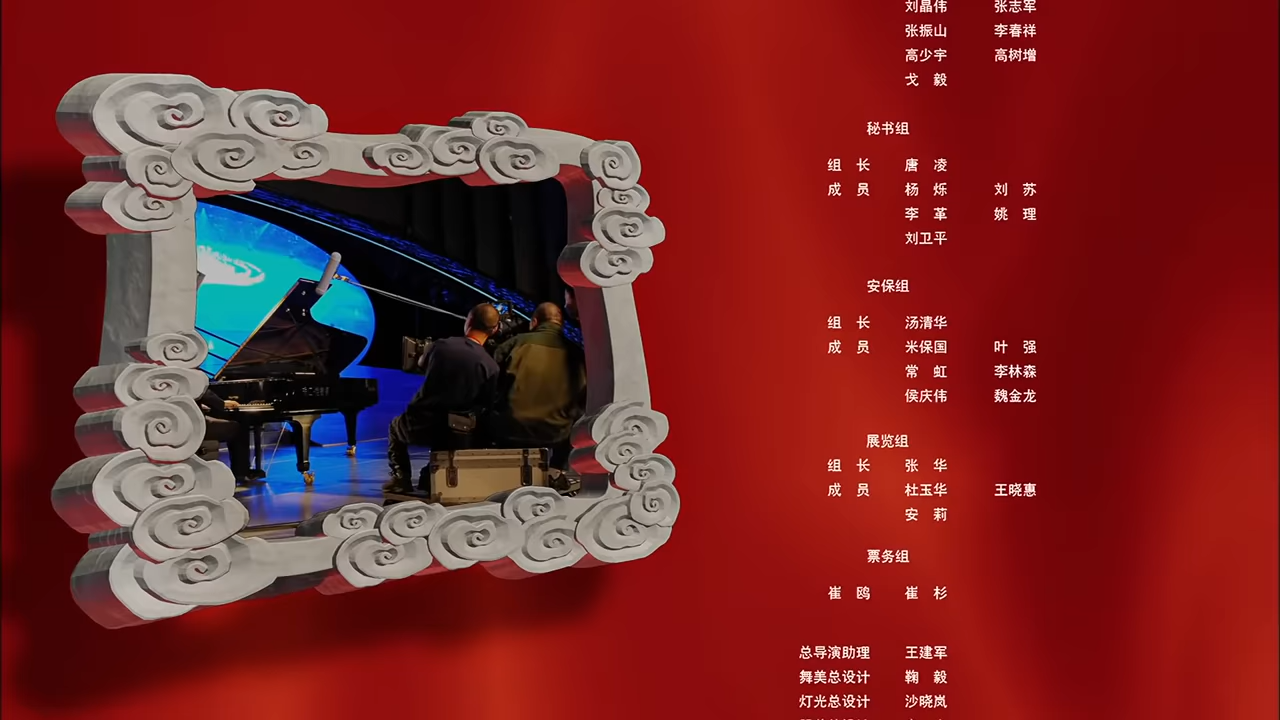 刘晶伟 张志军
张振山 李春祥
高少宇 高树增
戈 毅
秘书组
组 长 唐 凌
成 员 杨 烁 刘 苏
李 革 姚 理
刘卫平
安保组
组 长 汤清华
成 员 米保国 叶 强
常 虹 李林森
侯庆伟 魏金龙
展览组
组 长 张 华
成 员 杜玉华 王晓惠
安 莉
票务组
崔 鸥 崔 杉
总导演助理 王建军
舞美总设计 鞠 毅
灯光总设计 沙晓岚